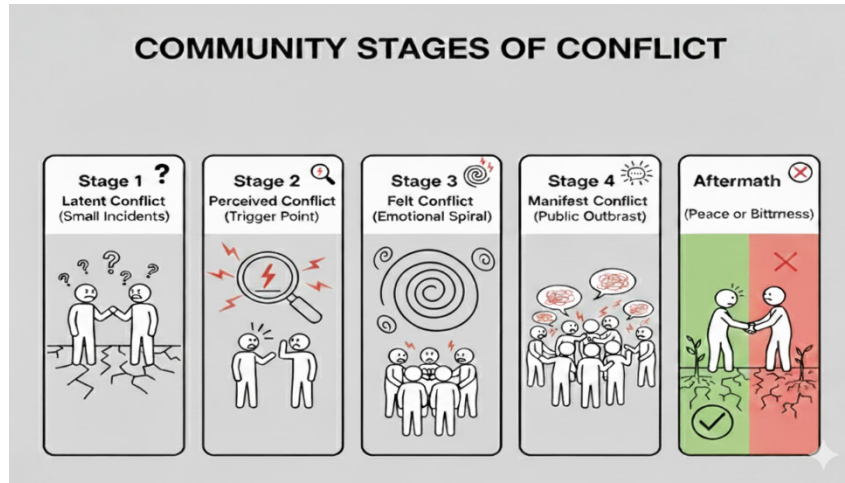 COMMUNITY STAGES OF CONFLICT
Stage 1 ?
Latent Conflict
(Small Incidents)
? ? ? ? ?
Stage 2
Perceived Conflict
(Trigger Point)
Stage 3
Felt Conflict
(Emotional Spiral)
Stage 4
Manifest Conflict
(Public Outbrast)
Aftermath
(Peace or Bittrness)